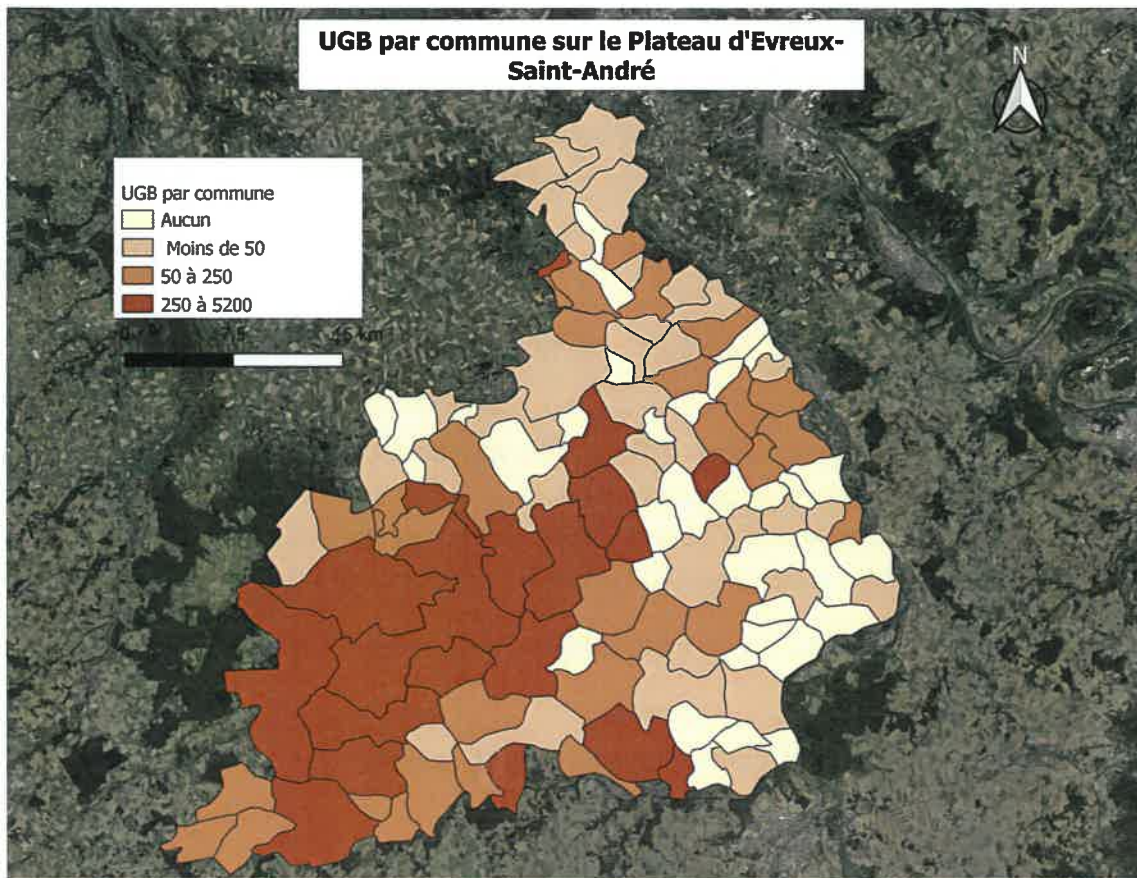 UGB par commune sur le Plateau d'Evreux-
Saint-André
N
UGB par commune
Aucun
Moins de 50
50 à 250
250 à 5200
km